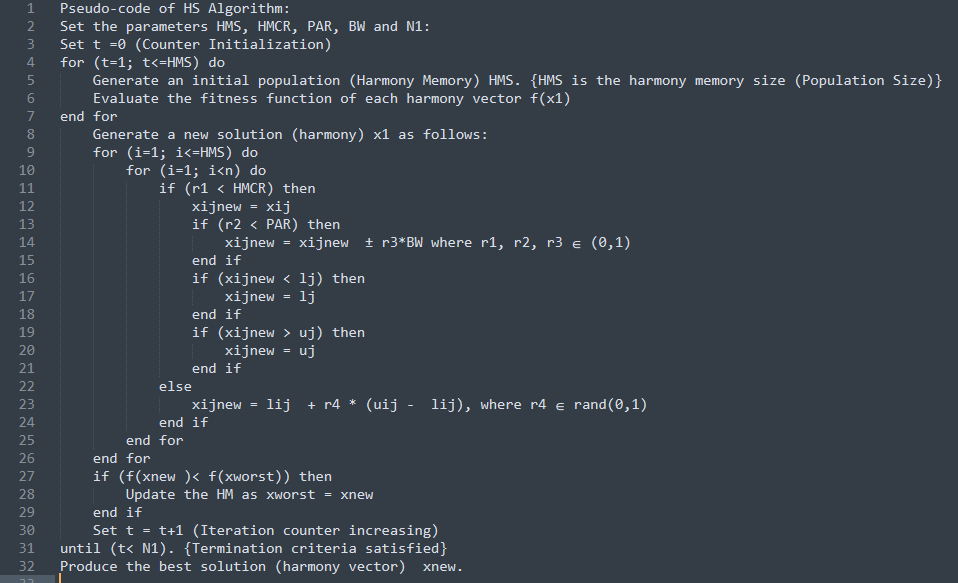 1 Pseudo-code of HS Algorithm:
2 Set the parameters HMS, HMCR, PAR, BW and N1:
3 Set t =0 (Counter Initialization)
4 for (t=1; t<=HMS) do
5 Generate an initial population (Harmony Memory) HMS. {HMS is the harmony memory size (Population Size)}
6 Evaluate the fitness function of each harmony vector f(x1)
7 end for
8 Generate a new solution (harmony) x1 as follows:
9 for (i=1; i<=HMS) do
10 for (i=1; i<n) do
11 if (r1 < HMCR) then
12 xijnew = xij
13 if (r2 < PAR) then
14 xijnew = xijnew  ± r3*BW where r1, r2, r3 ∈ (0,1)
15 end if
16 if (xijnew < lj) then
17 xijnew = lj
18 end if
19 if (xijnew > uj) then
20 xijnew = uj
21 end if
22 else
23 xijnew = lij  + r4 * (uij -  lij), where r4 ∈ rand(0,1)
24 end if
25 end for
26 end for
27 if (f(xnew )< f(xworst)) then
28 Update the HM as xworst = xnew
29 end if
30 Set t = t+1 (Iteration counter increasing)
31 until (t< N1). {Termination criteria satisfied}
32 Produce the best solution (harmony vector)  xnew.
33